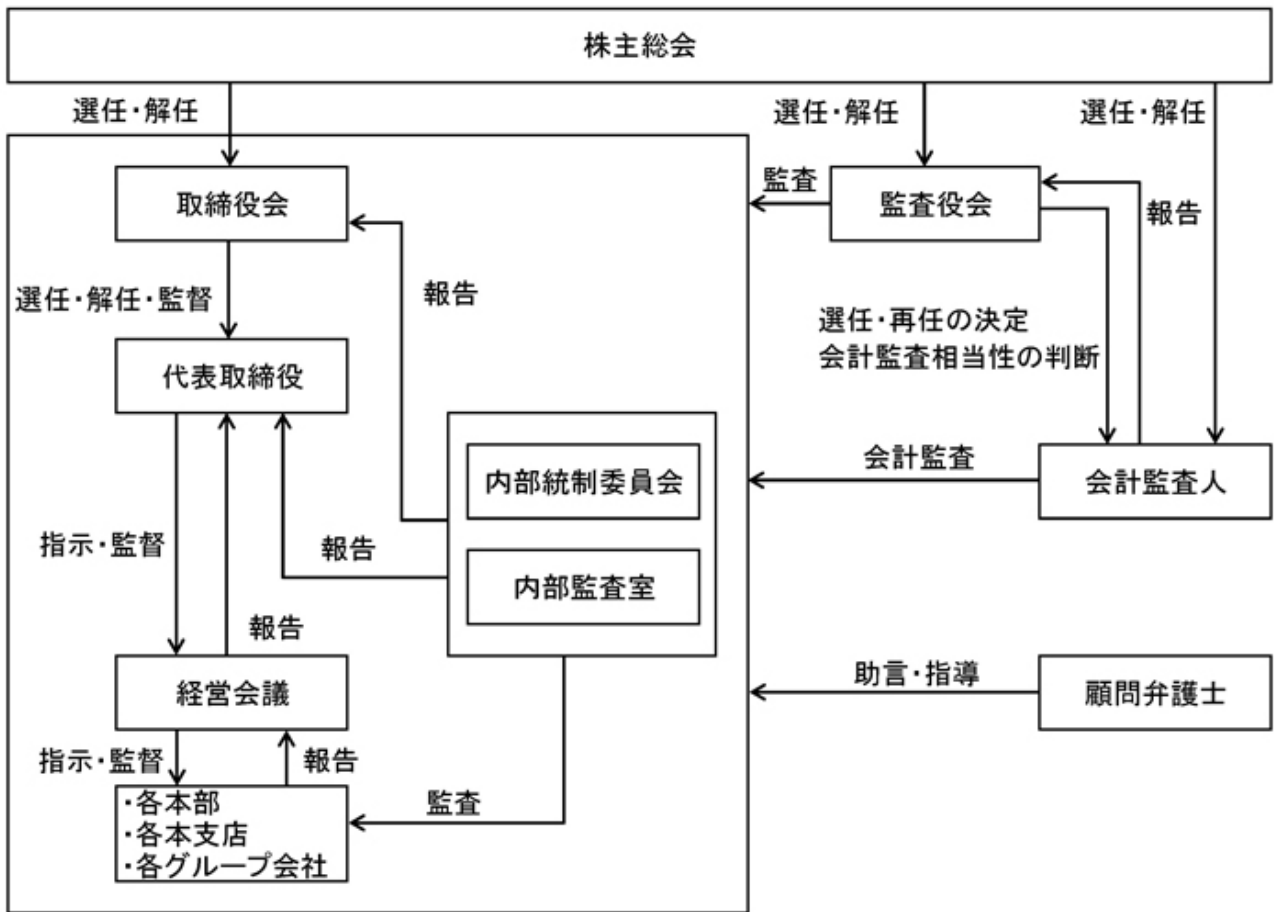 株主総会
選任・解任
選任・解任
選任・解任
取締役会
監査
監査役会
報告
選任・解任・監督
報告
選任・再任の決定
会計監査相当性の判断
代表取締役
内部統制委員会
会計監査
会計監査人
指示・監督
報告
内部監査室
報告
経営会議
助言・指導
顧問弁護士
指示・監督
報告
・各本部
・各本支店
・各グループ会社
監査